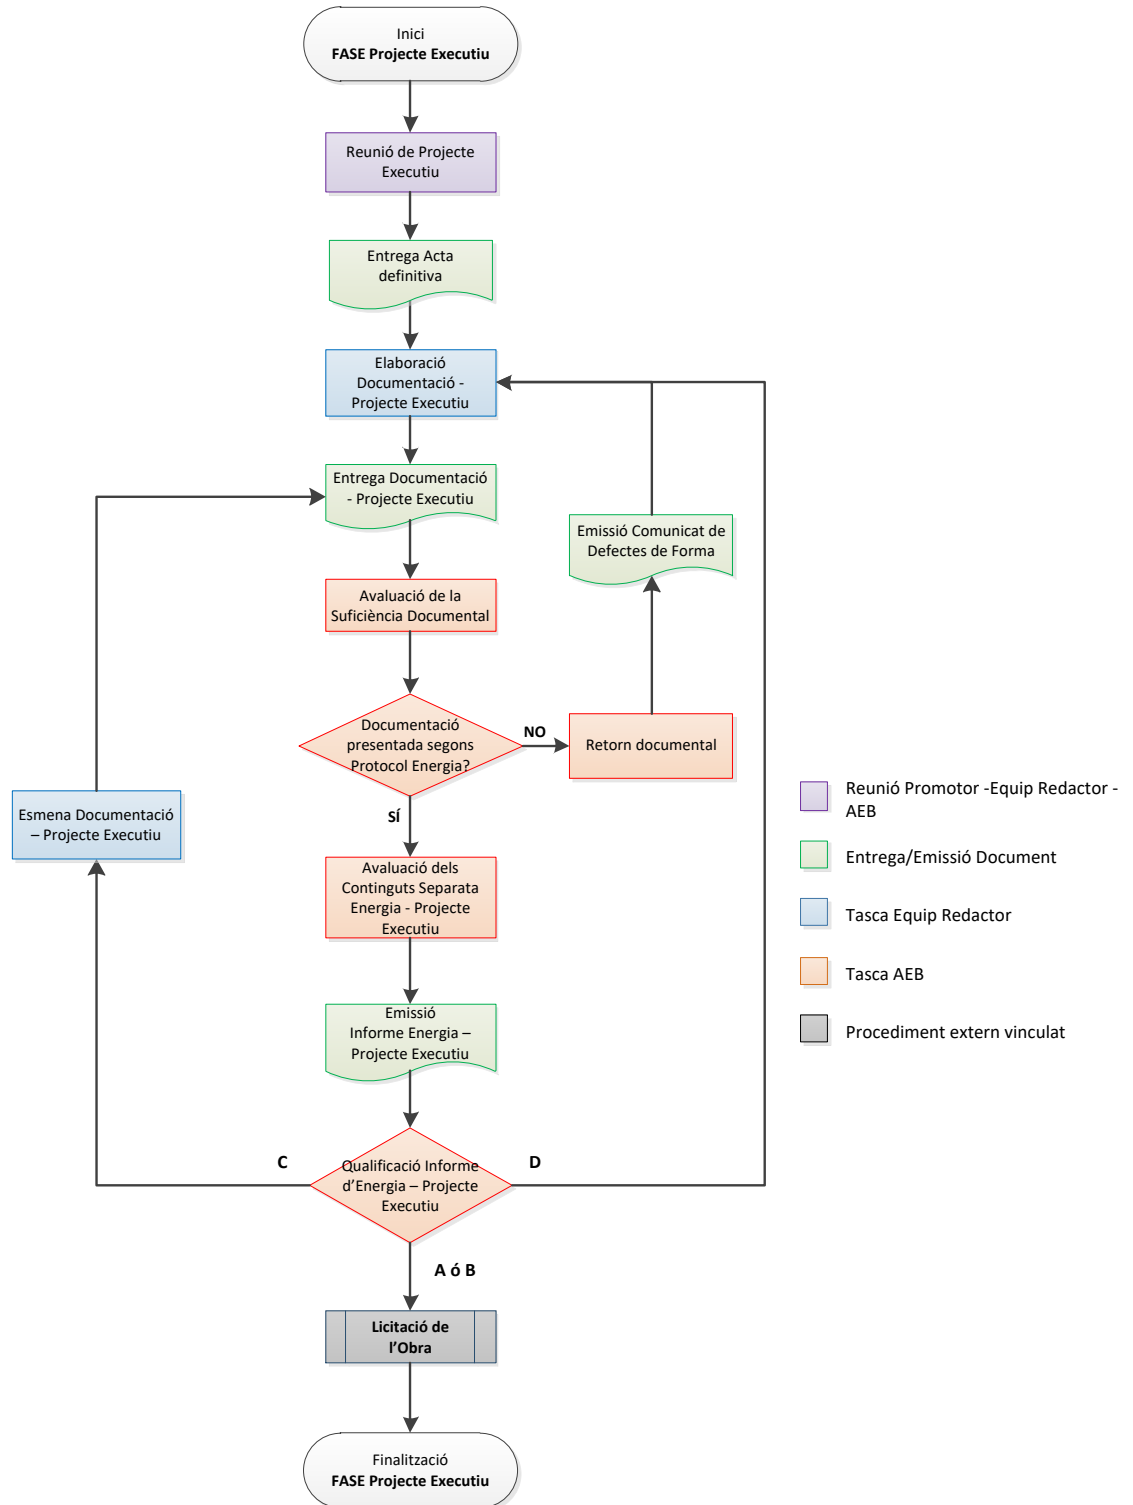 Inici
FASE Projecte Executiu
Reunió de Projecte
Executiu
Entrega Acta
definitiva
Elaboració
Documentació -
Projecte Executiu
Entrega Documentació
- Projecte Executiu
Emissió Comunicat de
Defectes de Forma
Avaluació de la
Suficiència Documental
Documentació
presentada segons
Protocol Energia?
NO
Retorn documental
SÍ
Esmena Documentació
– Projecte Executiu
Avaluació dels
Continguts Separata
Energia - Projecte
Executiu
Emissió
Informe Energia –
Projecte Executiu
C
Qualificació Informe
d’Energia – Projecte
Executiu
D
A ó B
Licitació de
l’Obra
Finalització
FASE Projecte Executiu
Reunió Promotor -Equip Redactor -
AEB
Entrega/Emissió Document
Tasca Equip Redactor
Tasca AEB
Procediment extern vinculat